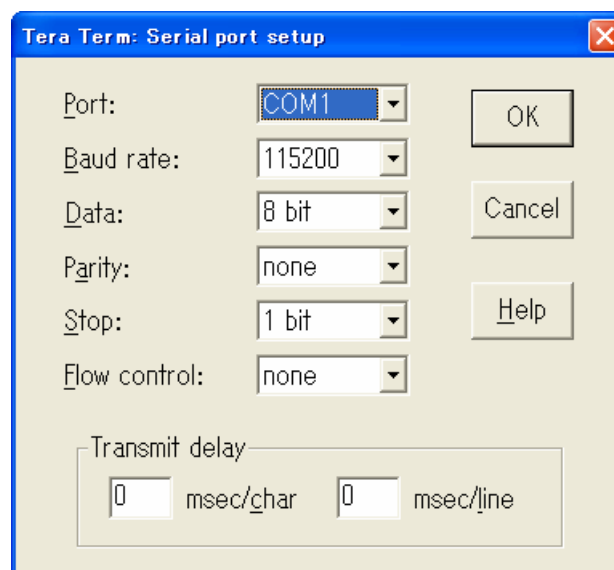 Tera Term: Serial port setup
Port: COM1
OK
Baud rate: 115200
Data: 8 bit
Cancel
Parity: none
Stop: 1 bit
Help
Flow control: none
Transmit delay
0 msec/char 0 msec/line